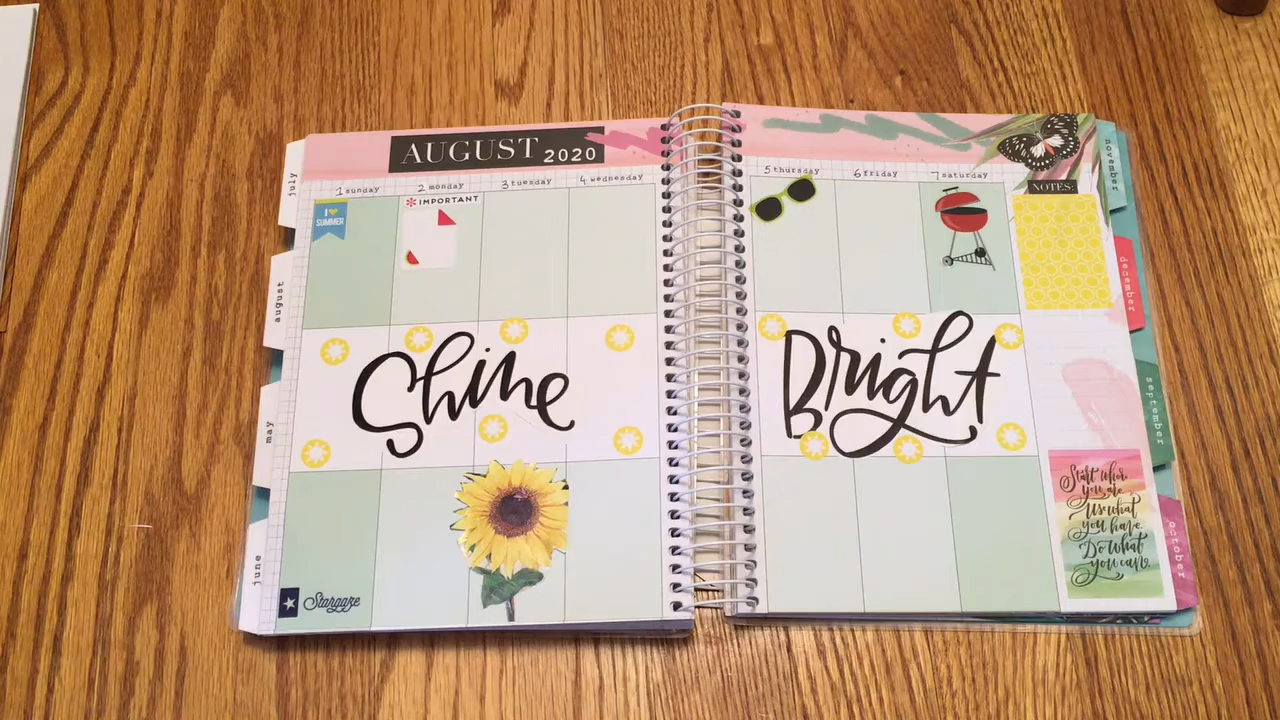 AUGUST 2020
1 sunday
2 monday
3 tuesday
4 wednesday
5 thursday
6 friday
7 saturday
NOTES:
I
SUMMER
IMPORTANT
Shine
Bright
Stargaze
Start where
you are.
Use what
you have.
Do what
you can.
july
august
may
june
november
december
september
october